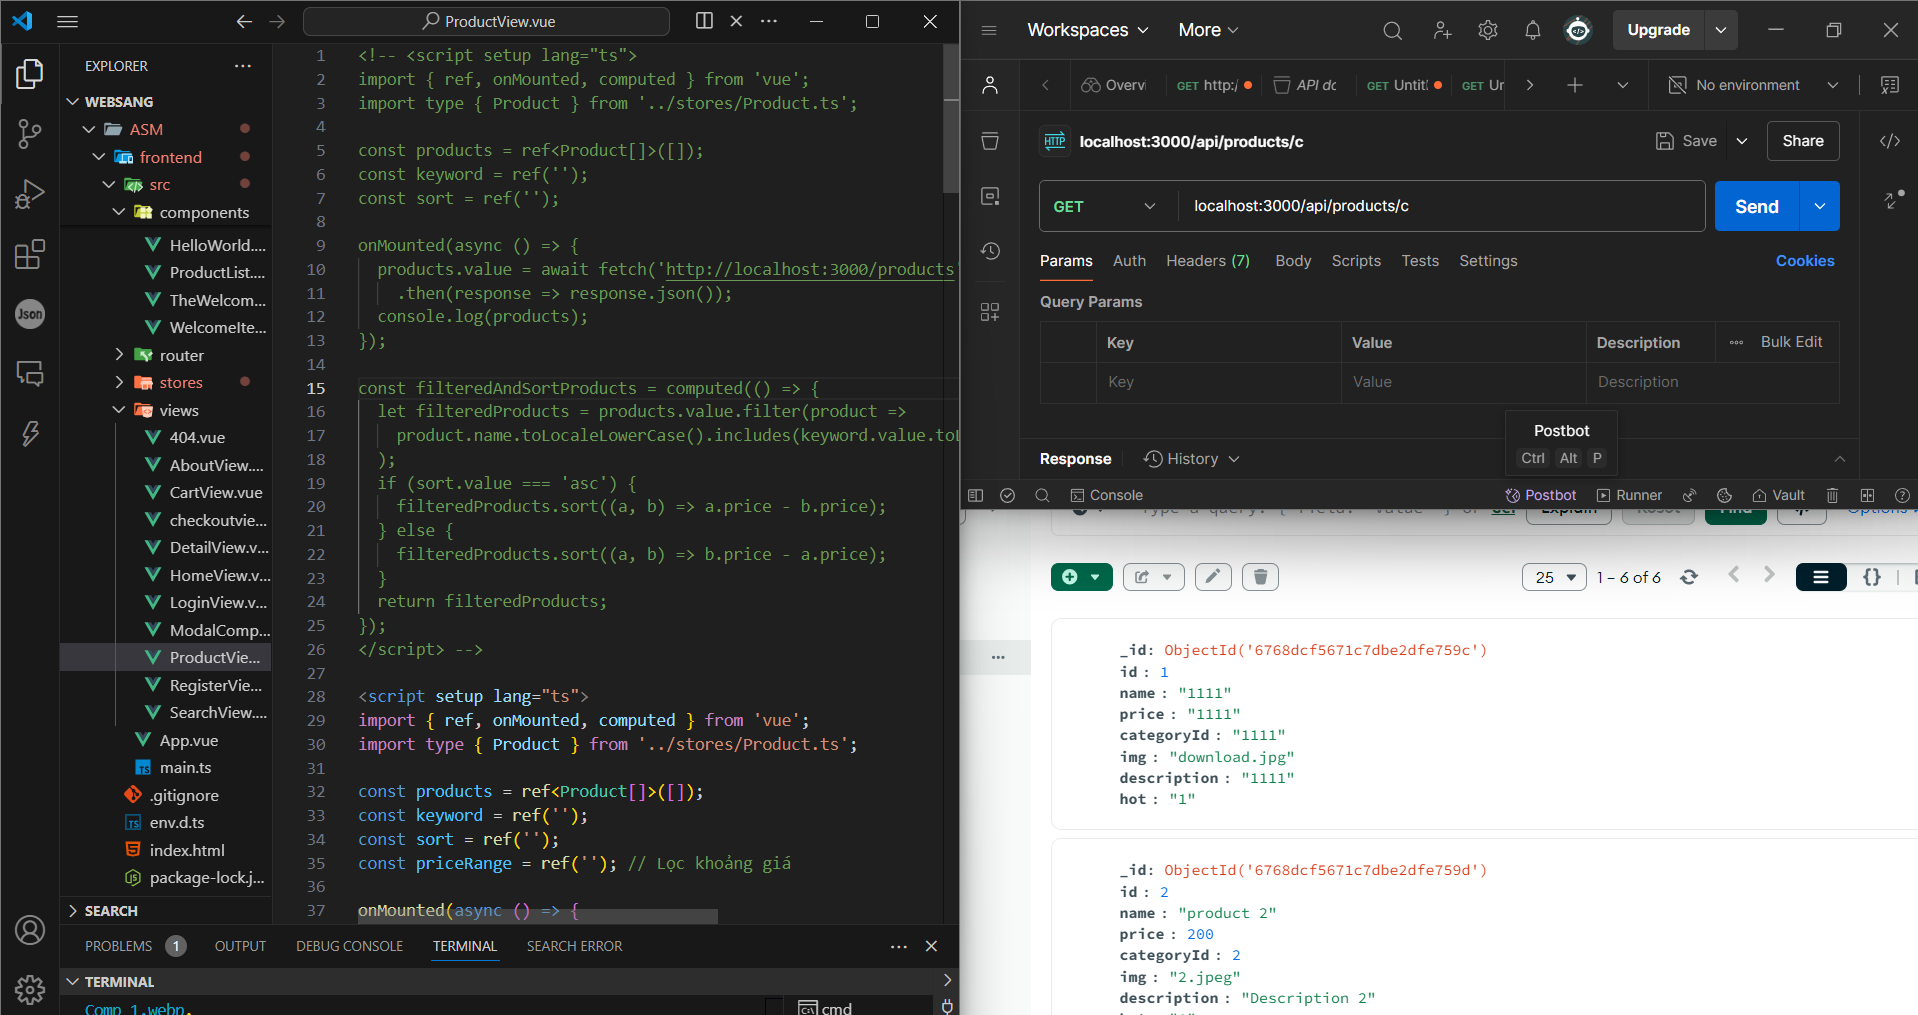 ProductView.vue
EXPLORER
WEBSANG
ASM
frontend
src
components
HelloWorld....
ProductList....
TheWelcom...
WelcomeIte...
router
stores
views
404.vue
AboutView....
CartView.vue
checkoutvie...
DetailView.v...
HomeView.v...
LoginView.v...
ModalComp...
ProductVie...
RegisterVie...
SearchView....
App.vue
main.ts
.gitignore
env.d.ts
index.html
package-lock.j...
SEARCH
1 <!-- <script setup lang="ts">
2 import { ref, onMounted, computed } from 'vue';
3 import type { Product } from '../stores/Product.ts';
4
5 const products = ref<Product[]>([]);
6 const keyword = ref('');
7 const sort = ref('');
8
9 onMounted(async () => {
10 products.value = await fetch('http://localhost:3000/products'
11 .then(response => response.json());
12 console.log(products);
13 });
14
15 const filteredAndSortProducts = computed(() => {
16 let filteredProducts = products.value.filter(product =>
17 product.name.toLocaleLowerCase().includes(keyword.value.toL
18 );
19 if (sort.value === 'asc') {
20 filteredProducts.sort((a, b) => a.price - b.price);
21 } else {
22 filteredProducts.sort((a, b) => b.price - a.price);
23 }
24 return filteredProducts;
25 });
26 </script> -->
27
28 <script setup lang="ts">
29 import { ref, onMounted, computed } from 'vue';
30 import type { Product } from '../stores/Product.ts';
31
32 const products = ref<Product[]>([]);
33 const keyword = ref('');
34 const sort = ref('');
35 const priceRange = ref(''); // Lọc khoảng giá
36
37 onMounted(async () => {
PROBLEMS 1 OUTPUT DEBUG CONSOLE TERMINAL SEARCH ERROR
TERMINAL
Comp 1.webp.
cmd
Json
Workspaces More Upgrade
Overvi GET http:/ API dc GET Untit GET Ur No environment
HTTP localhost:3000/api/products/c Save Share
GET localhost:3000/api/products/c Send
Params Auth Headers (7) Body Scripts Tests Settings Cookies
Query Params
Key Value Description Bulk Edit
Key Value Description
Postbot
Ctrl Alt P
Response History
Console Postbot Runner Vault
Type a query: { field: 'value' } or Explain Reset Find Options
25 1 – 6 of 6 {}
_id: ObjectId('6768dcf5671c7dbe2dfe759c')
id : 1
name : "1111"
price : "1111"
categoryId : "1111"
img : "download.jpg"
description : "1111"
hot : "1"
_id: ObjectId('6768dcf5671c7dbe2dfe759d')
id : 2
name : "product 2"
price : 200
categoryId : 2
img : "2.jpeg"
description : "Description 2"